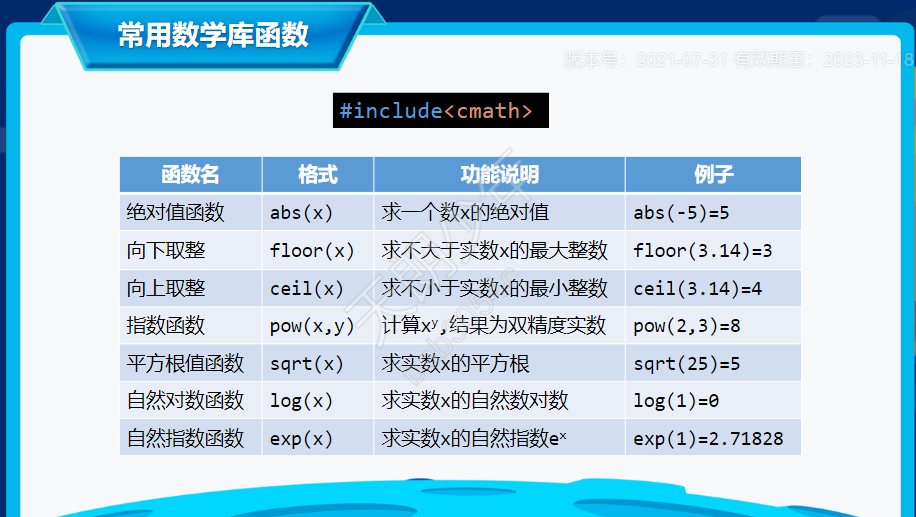 常用数学库函数
版本号：2021-07-31 有效期至：2023-11-18
#include<cmath>
函数名 格式 功能说明 例子
绝对值函数 abs(x) 求一个数x的绝对值 abs(-5)=5
向下取整 floor(x) 求不大于实数x的最大整数 floor(3.14)=3
向上取整 ceil(x) 求不小于实数x的最小整数 ceil(3.14)=4
指数函数 pow(x,y) 计算xʸ,结果为双精度实数 pow(2,3)=8
平方根值函数 sqrt(x) 求实数x的平方根 sqrt(25)=5
自然对数函数 log(x) 求实数x的自然数对数 log(1)=0
自然指数函数 exp(x) 求实数x的自然指数eˣ exp(1)=2.71828